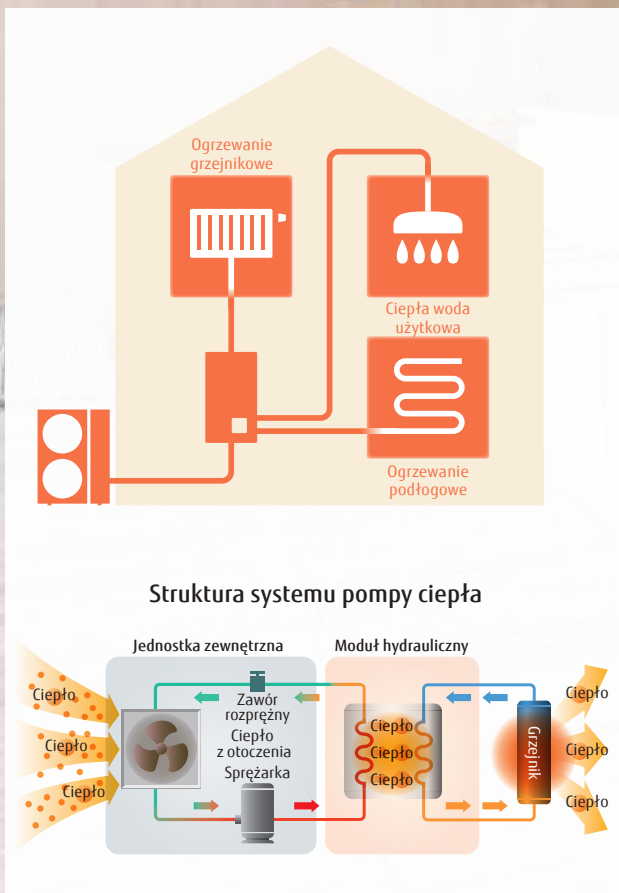 Ogrzewanie
grzejnikowe
Ciepła woda
użytkowa
Ogrzewanie
podłogowe
Struktura systemu pompy ciepła
Jednostka zewnętrzna
Moduł hydrauliczny
Ciepło
Ciepło
Ciepło
Zawór
rozprężny
Ciepło
z otoczenia
Sprężarka
Ciepło
Ciepło
Ciepło
Grzejnik
Ciepło
Ciepło
Ciepło